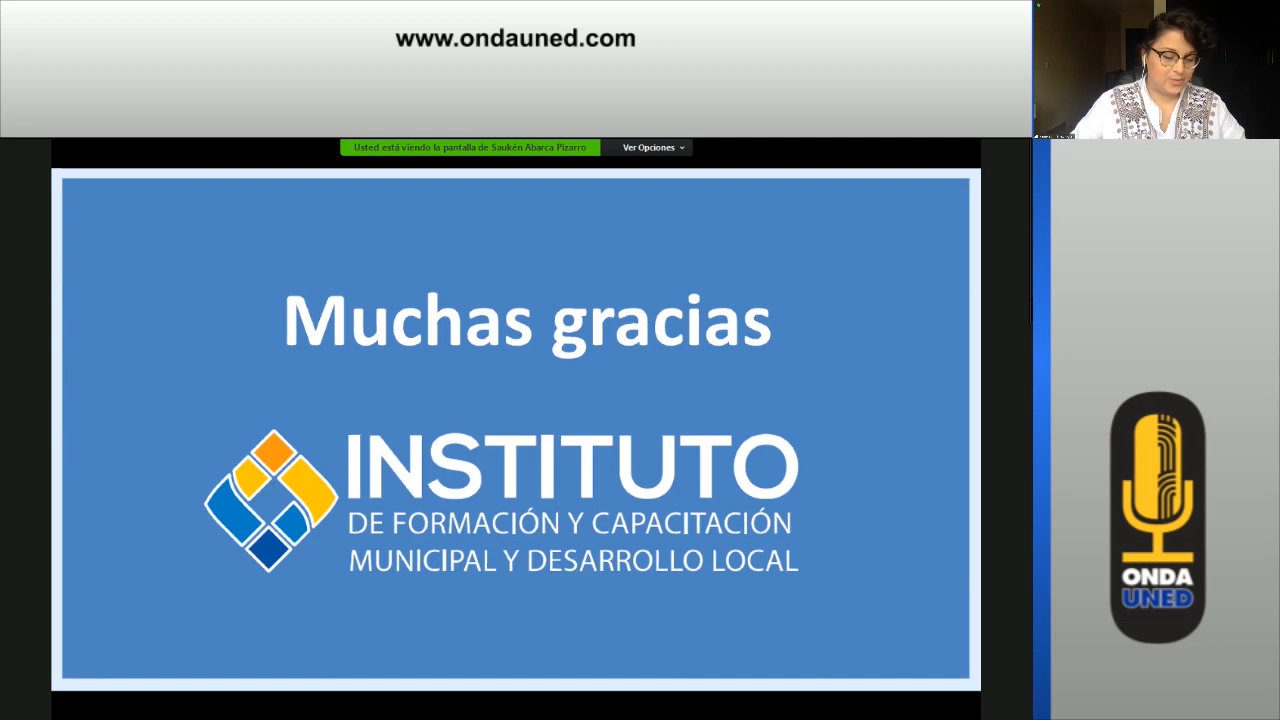 www.ondauned.com
Usted está viendo la pantalla de Saukén Abarca Pizarro
Ver Opciones
Muchas gracias
INSTITUTO
DE FORMACIÓN Y CAPACITACIÓN
MUNICIPAL Y DESARROLLO LOCAL
ONDA
UNED